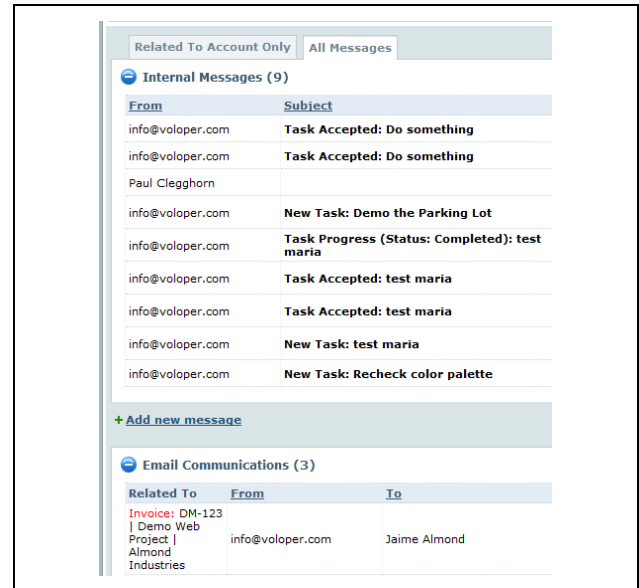 Related To Account Only All Messages
Internal Messages (9)
From Subject
info@voloper.com Task Accepted: Do something
info@voloper.com Task Accepted: Do something
Paul Clegghorn
info@voloper.com New Task: Demo the Parking Lot
info@voloper.com Task Progress (Status: Completed): test
maria
info@voloper.com Task Accepted: test maria
info@voloper.com Task Accepted: test maria
info@voloper.com New Task: test maria
info@voloper.com New Task: Recheck color palette
+ Add new message
Email Communications (3)
Related To From To
Invoice: DM-123
| Demo Web
Project | info@voloper.com Jaime Almond
Almond
Industries